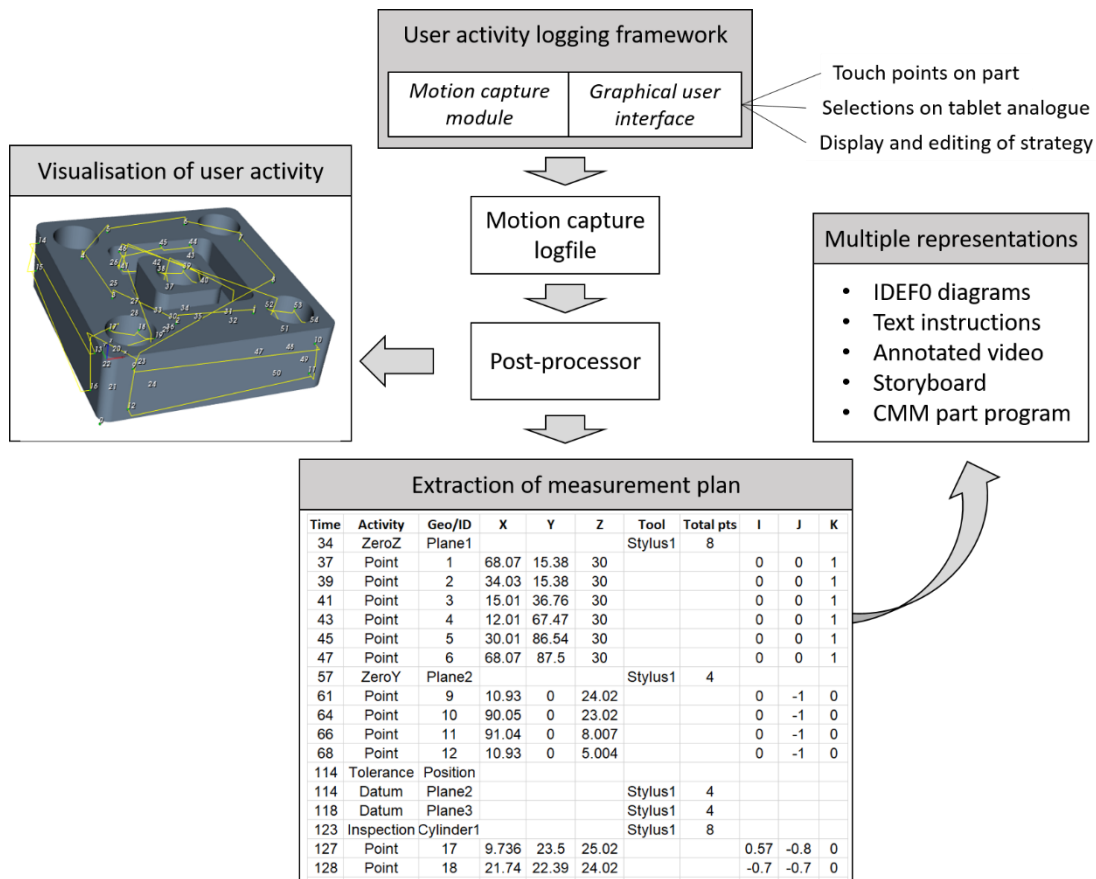 User activity logging framework
Motion capture module
Graphical user interface
Touch points on part
Selections on tablet analogue
Display and editing of strategy
Visualisation of user activity
Motion capture
logfile
Post-processor
Multiple representations
• IDEF0 diagrams
• Text instructions
• Annotated video
• Storyboard
• CMM part program
Extraction of measurement plan
Time Activity Geo/ID X Y Z Tool Total pts I J K
34 ZeroZ Plane1 Stylus1 8
37 Point 1 68.07 15.38 30 0 0 1
39 Point 2 34.03 15.38 30 0 0 1
41 Point 3 15.01 36.76 30 0 0 1
43 Point 4 12.01 67.47 30 0 0 1
45 Point 5 30.01 86.54 30 0 0 1
47 Point 6 68.07 87.5 30 0 0 1
57 ZeroY Plane2 Stylus1 4
61 Point 9 10.93 0 24.02 0 -1 0
64 Point 10 90.05 0 23.02 0 -1 0
66 Point 11 91.04 0 8.007 0 -1 0
68 Point 12 10.93 0 5.004 0 -1 0
114 Tolerance Position
114 Datum Plane2 Stylus1 4
118 Datum Plane3 Stylus1 4
123 Inspection Cylinder1 Stylus1 8
127 Point 17 9.736 23.5 25.02 0.57 -0.8 0
128 Point 18 21.74 22.39 24.02 -0.7 -0.7 0